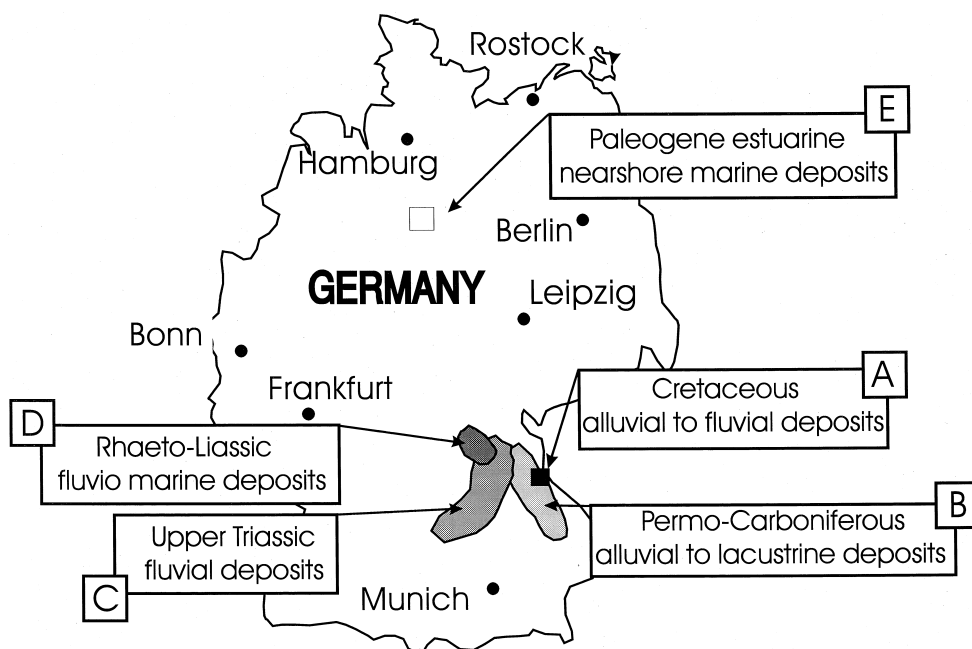 Rostock
E
Paleogene estuarine
nearshore marine deposits
Hamburg
Berlin
GERMANY
Leipzig
Bonn
Frankfurt
A
Cretaceous
alluvial to fluvial deposits
D
Rhaeto-Liassic
fluvio marine deposits
B
Permo-Carboniferous
alluvial to lacustrine deposits
Upper Triassic
fluvial deposits
C
Munich